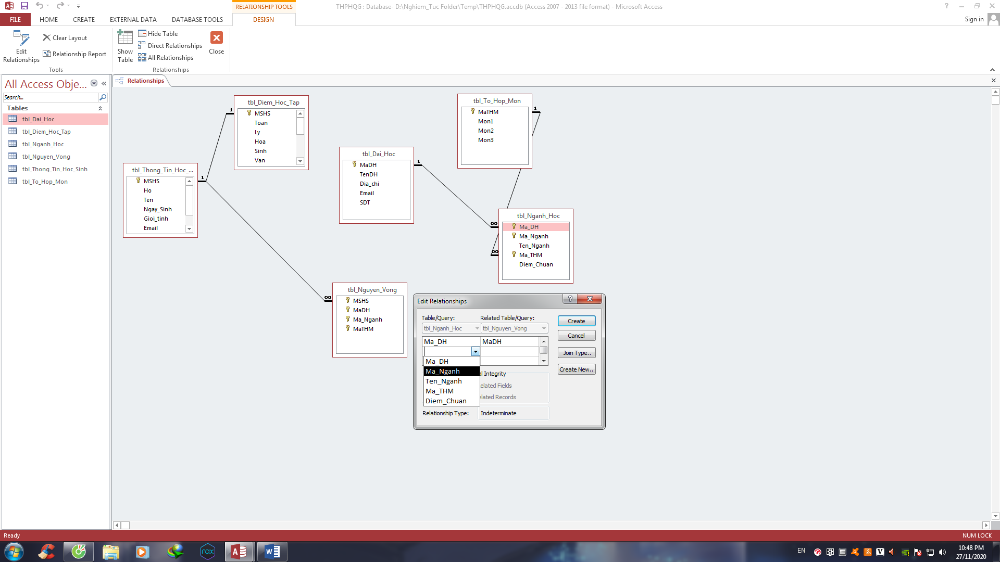 RELATIONSHIP TOOLS
THPHQG : Database- D:\Nghiem_Tuc Folder\Temp\THPHQG.accdb (Access 2007 - 2013 file format) - Microsoft Access
FILE HOME CREATE EXTERNAL DATA DATABASE TOOLS DESIGN Sign in
Edit Relationships
Clear Layout
Relationship Report
Tools
Show Table
Hide Table
Direct Relationships
All Relationships
Close
Relationships
All Access Obje...
Search...
Tables
tbl_Dai_Hoc
tbl_Diem_Hoc_Tap
tbl_Nganh_Hoc
tbl_Nguyen_Vong
tbl_Thong_Tin_Hoc_Sinh
tbl_To_Hop_Mon
Relationships
tbl_Diem_Hoc_Tap
MSHS
Toan
Ly
Hoa
Sinh
Van
1
tbl_To_Hop_Mon
MaTHM
Mon1
Mon2
Mon3
1
tbl_Dai_Hoc
MaDH
TenDH
Dia_chi
Email
SDT
1
tbl_Thong_Tin_Hoc_...
MSHS
Ho
Ten
Ngay_Sinh
Gioi_tinh
Email
1
tbl_Nganh_Hoc
Ma_DH
Ma_Nganh
Ten_Nganh
Ma_THM
Diem_Chuan
∞
∞
tbl_Nguyen_Vong
MSHS
MaDH
Ma_Nganh
MaTHM
∞
Edit Relationships
Table/Query: Related Table/Query:
tbl_Nganh_Hoc tbl_Nguyen_Vong
Ma_DH MaDH
Ma_DH
Ma_Nganh
Ten_Nganh
Ma_THM
Diem_Chuan
al Integrity
elated Fields
elated Records
Relationship Type: Indeterminate
Create
Cancel
Join Type..
Create New..
Ready NUM LOCK
nox
EN
10:48 PM
27/11/2020